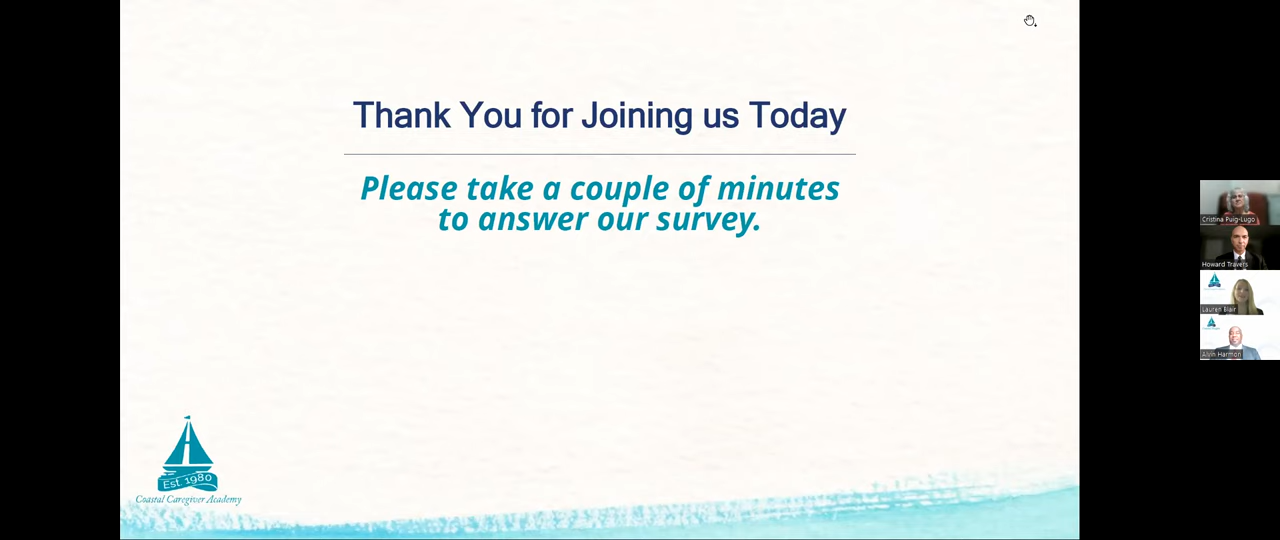 Thank You for Joining us Today
Please take a couple of minutes
to answer our survey.
Est 1980
Coastal Caregiver Academy
Cristina Puig-Lugo
Howard Travers
Lauren Blair
Alvin Harmon